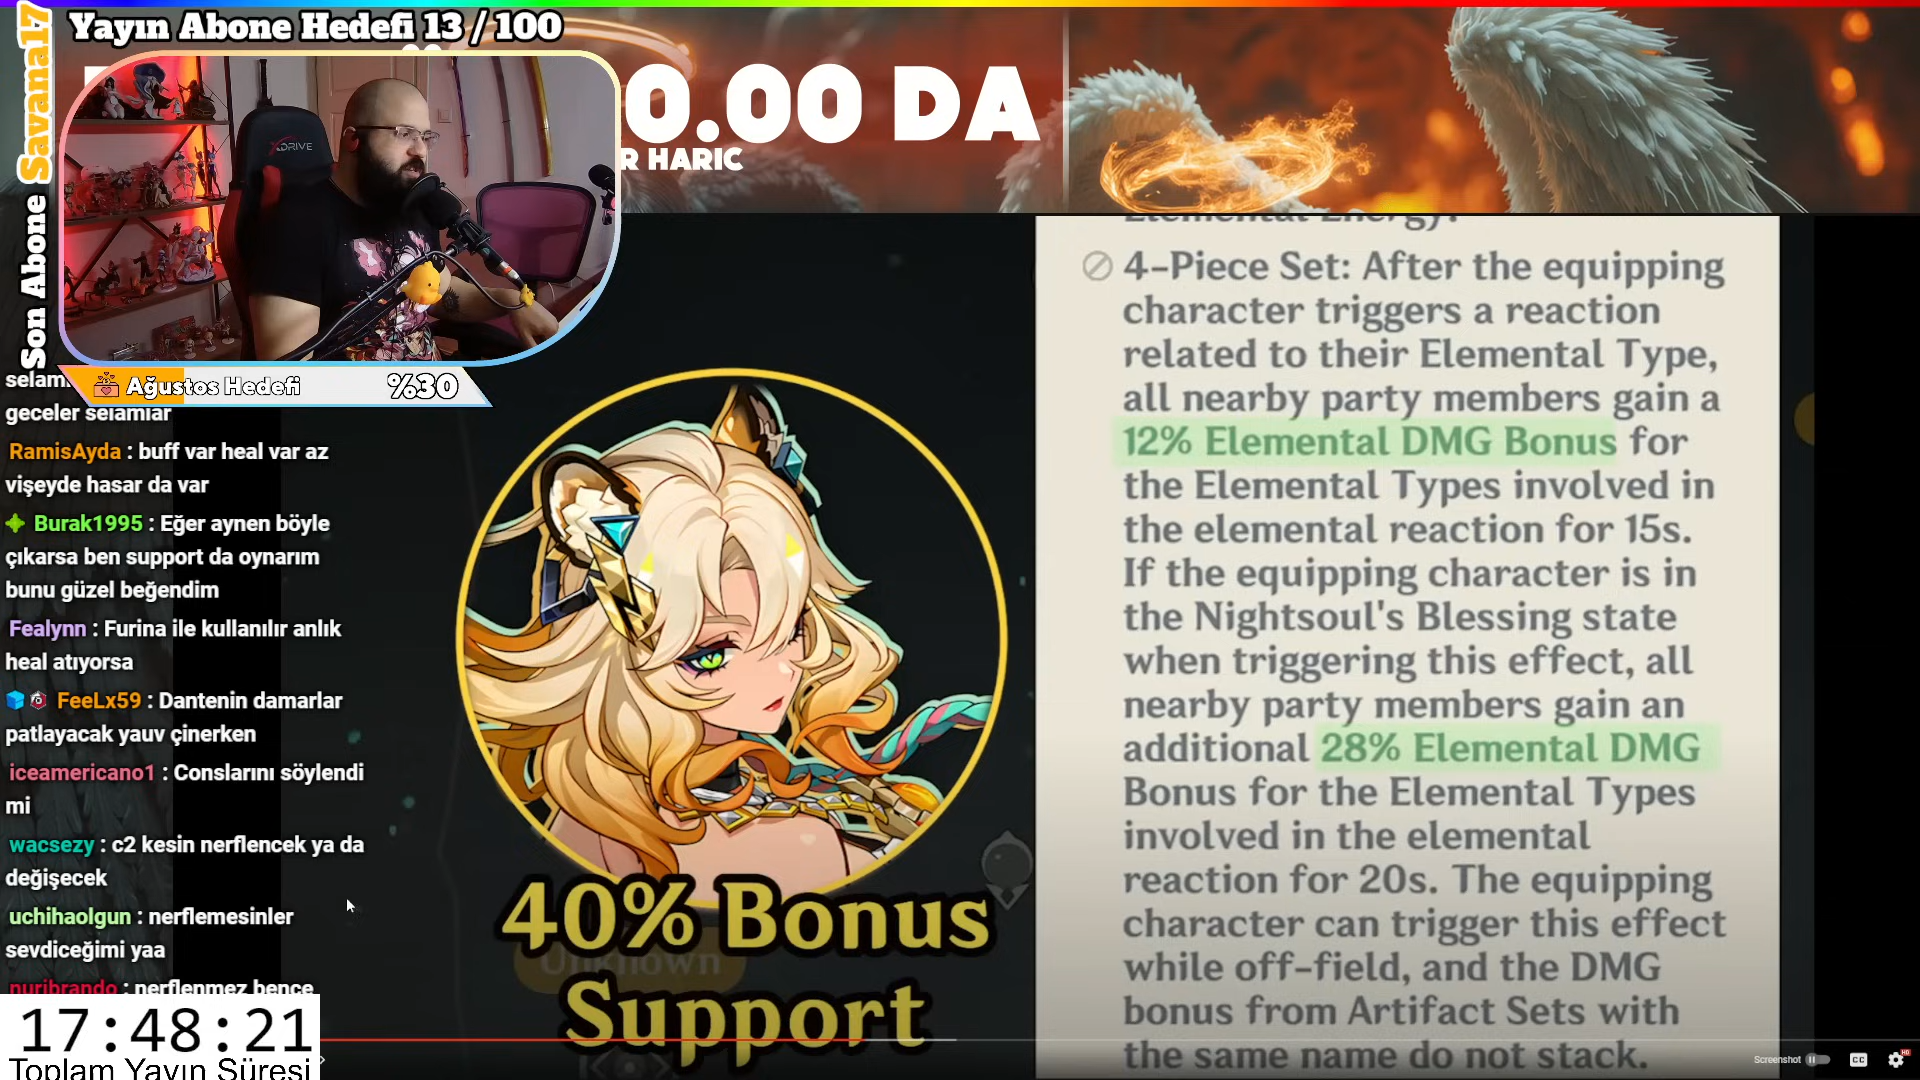 Yayın Abone Hedefi 13 / 100
Son Abone Savana17
0.00 DA
R HARIC
XDRIVE
Ağustos Hedefi %30
selam
geceler selamlar
RamisAyda : buff var heal var az
vişeyde hasar da var
Burak1995 : Eğer aynen böyle
çıkarsa ben support da oynarım
bunu güzel beğendim
Fealynn : Furina ile kullanılır anlık
heal atıyorsa
FeeLx59 : Dantenin damarlar
patlayacak yauv çinerken
iceamericano1 : Conslarını söylendi
mi
wacsezy : c2 kesin nerflencek ya da
değişecek
uchihaolgun : nerflemesinler
sevdiceğimi yaa
nuribrando : nerflenmez bence
17:48:21
Toplam Yayın Süresi
Unknown
40% Bonus
Support
Elemental Energy.
4-Piece Set: After the equipping
character triggers a reaction
related to their Elemental Type,
all nearby party members gain a
12% Elemental DMG Bonus for
the Elemental Types involved in
the elemental reaction for 15s.
If the equipping character is in
the Nightsoul's Blessing state
when triggering this effect, all
nearby party members gain an
additional 28% Elemental DMG
Bonus for the Elemental Types
involved in the elemental
reaction for 20s. The equipping
character can trigger this effect
while off-field, and the DMG
bonus from Artifact Sets with
the same name do not stack.
Screenshot
CC
HD